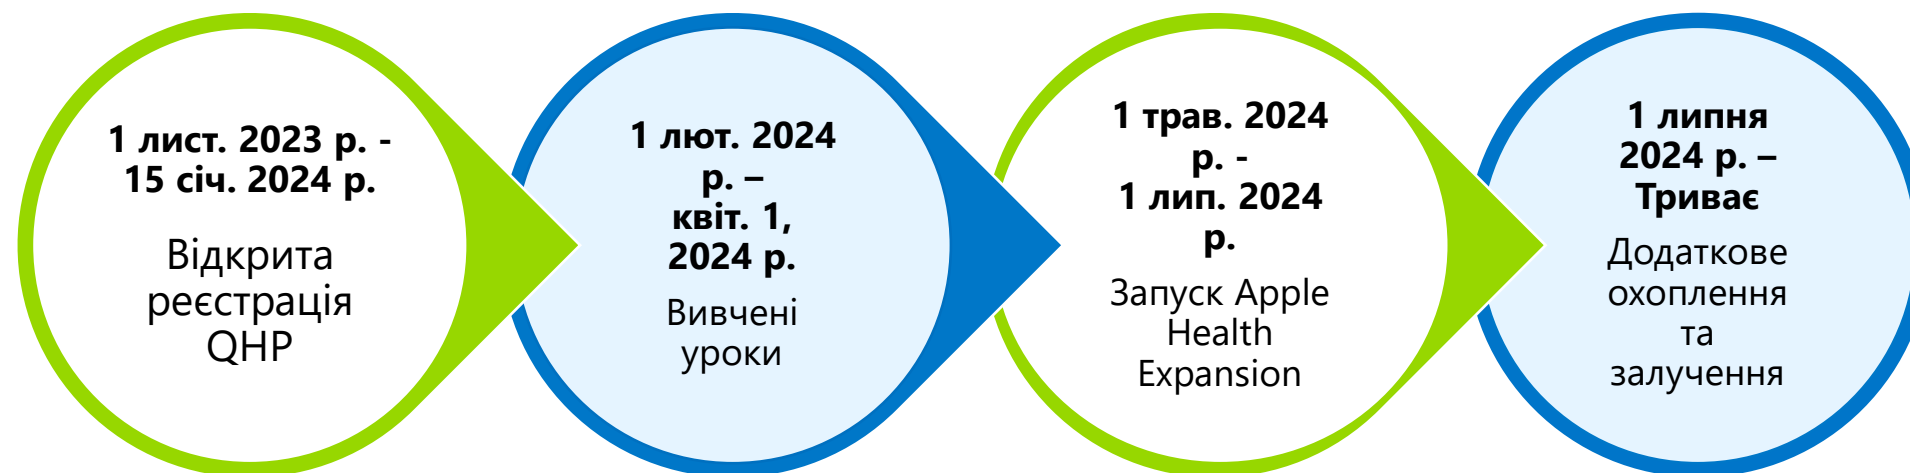 1 лист. 2023 р. -
15 січ. 2024 р.
Відкрита
реєстрація
QHP
1 лют. 2024
р. –
квіт. 1,
2024 р.
Вивчені
уроки
1 трав. 2024
р. -
1 лип. 2024
р.
Запуск Apple
Health
Expansion
1 липня
2024 р. –
Триває
Додаткове
охоплення
та
залучення